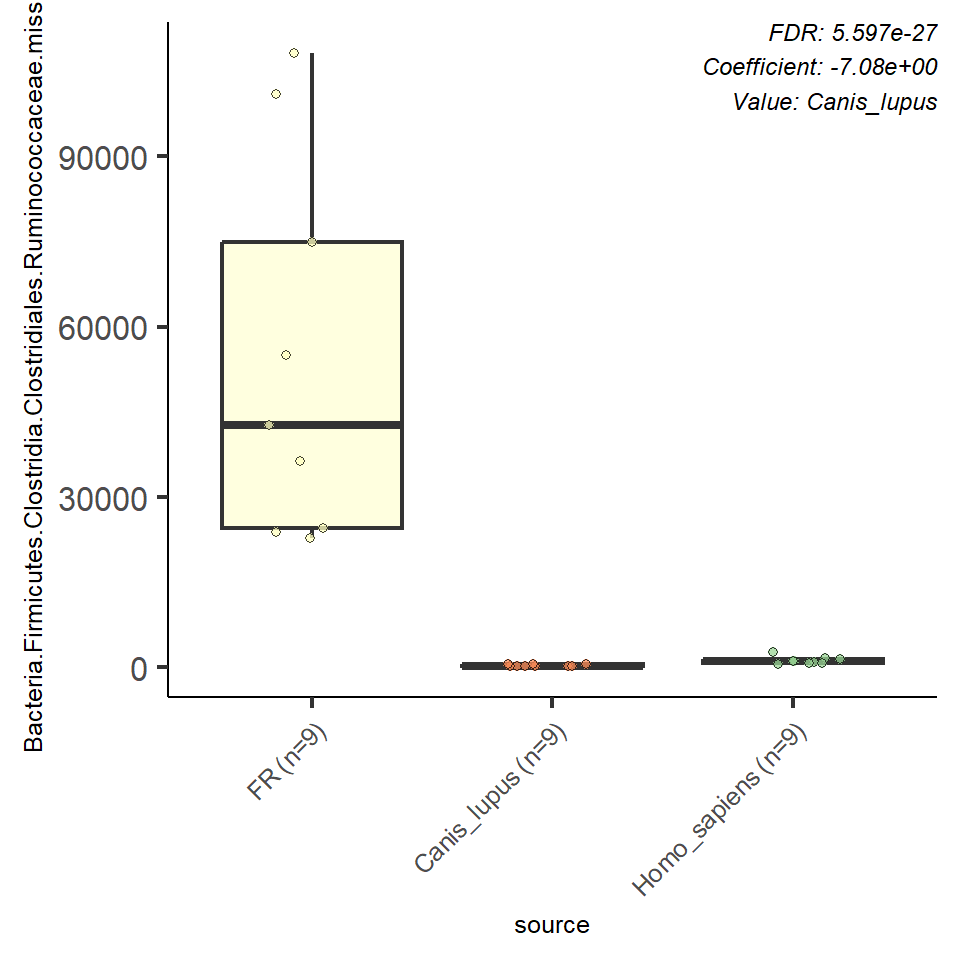 FDR: 5.597e-27
Coefficient: -7.08e+00
Value: Canis_lupus
Bacteria.Firmicutes.Clostridia.Clostridiales.Ruminococcaceae.miss
90000
60000
30000
0
FR (n=9)
Canis_lupus (n=9)
Homo_sapiens (n=9)
source